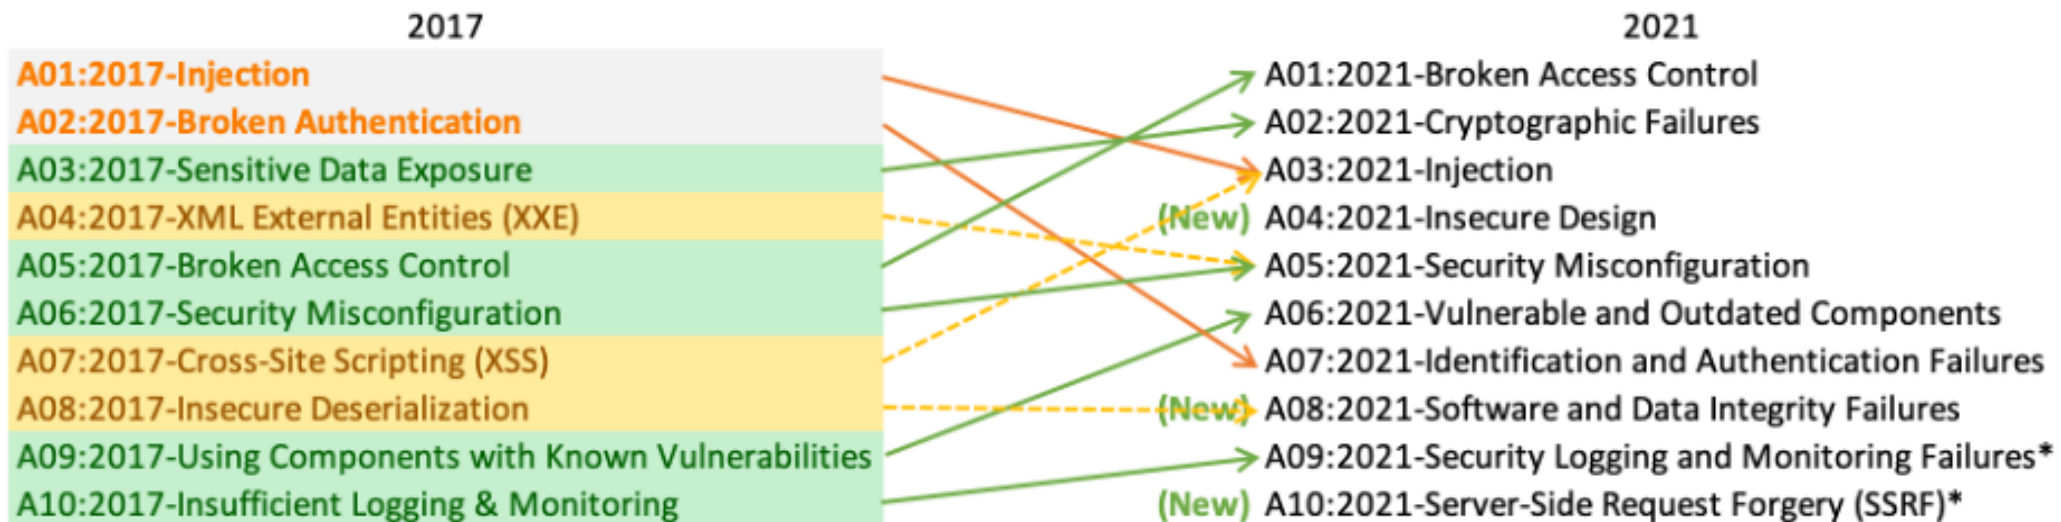 2017 2021
A01:2017-Injection A01:2021-Broken Access Control
A02:2017-Broken Authentication A02:2021-Cryptographic Failures
A03:2017-Sensitive Data Exposure A03:2021-Injection
A04:2017-XML External Entities (XXE) (New) A04:2021-Insecure Design
A05:2017-Broken Access Control A05:2021-Security Misconfiguration
A06:2017-Security Misconfiguration A06:2021-Vulnerable and Outdated Components
A07:2017-Cross-Site Scripting (XSS) A07:2021-Identification and Authentication Failures
A08:2017-Insecure Deserialization (New) A08:2021-Software and Data Integrity Failures
A09:2017-Using Components with Known Vulnerabilities A09:2021-Security Logging and Monitoring Failures*
A10:2017-Insufficient Logging & Monitoring (New) A10:2021-Server-Side Request Forgery (SSRF)*